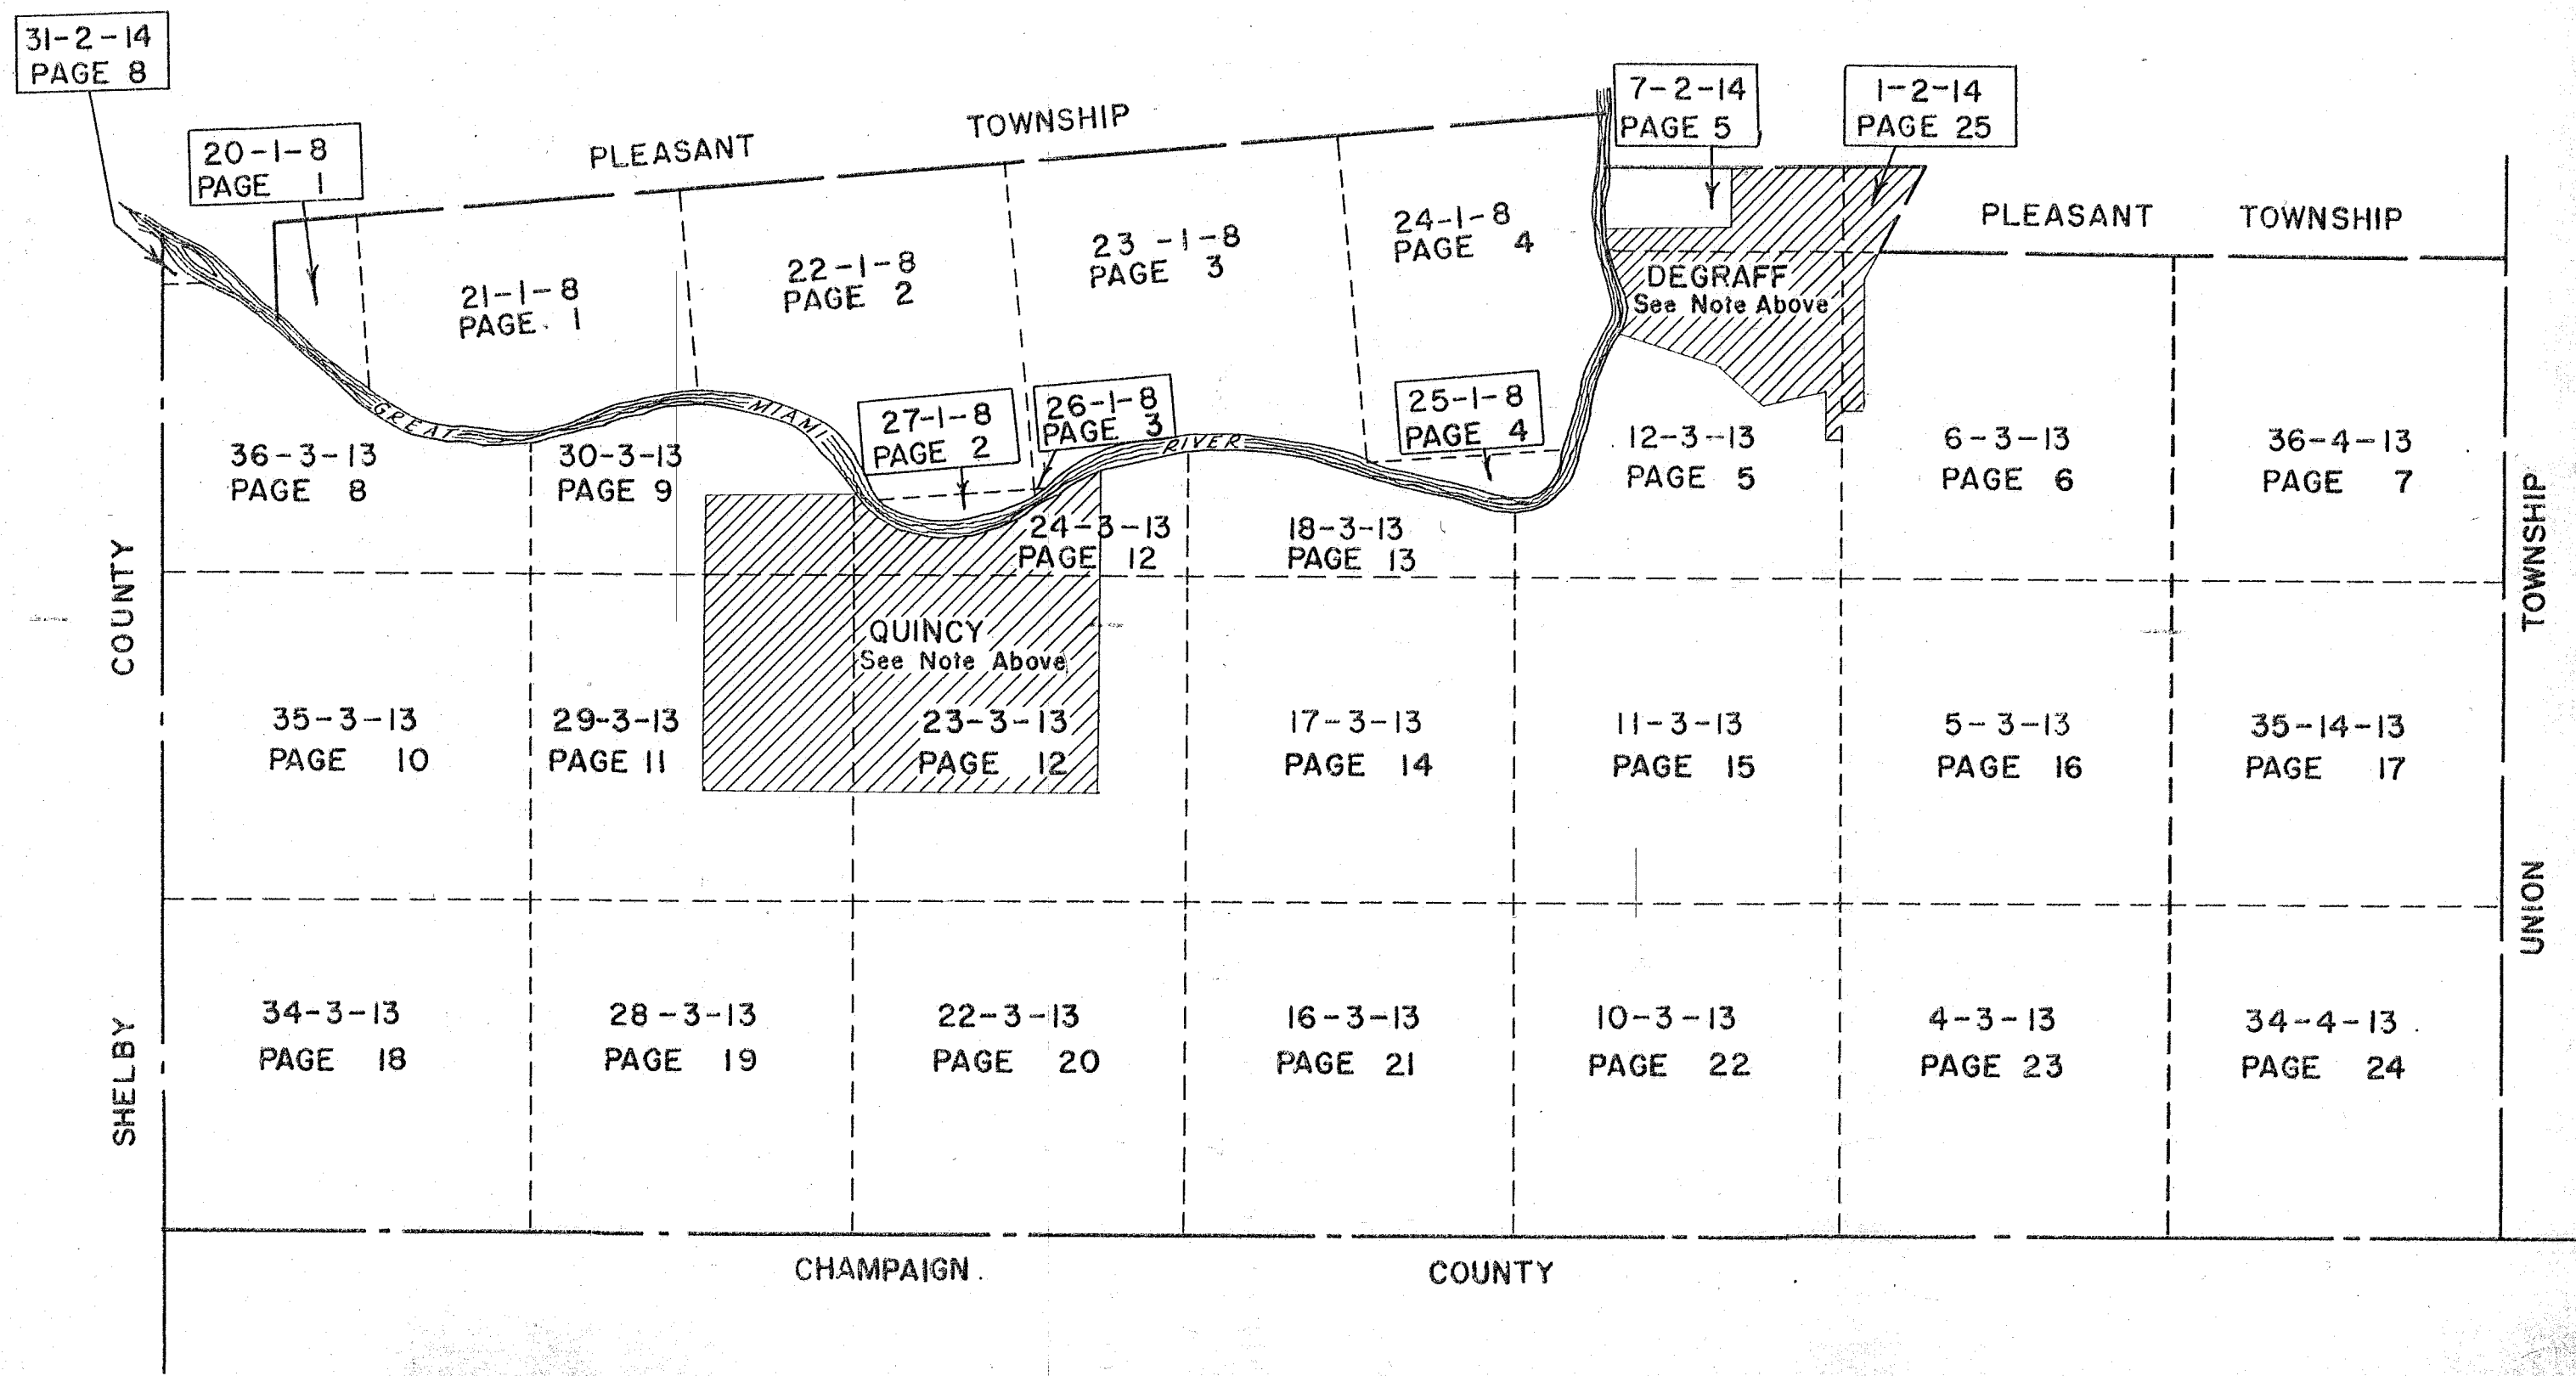 31-2-14
PAGE 8
20-1-8
PAGE 1
PLEASANT TOWNSHIP
7-2-14
PAGE 5
1-2-14
PAGE 25
PLEASANT TOWNSHIP
21-1-8
PAGE. 1
22-1-8
PAGE 2
23-1-8
PAGE 3
24-1-8
PAGE 4
DEGRAFF
See Note Above
GREAT MIAMI RIVER
27-1-8
PAGE 2
26-1-8
PAGE 3
25-1-8
PAGE 4
36-3-13
PAGE 8
30-3-13
PAGE 9
24-3-13
PAGE 12
18-3-13
PAGE 13
12-3-13
PAGE 5
6-3-13
PAGE 6
36-4-13
PAGE 7
QUINCY
See Note Above
35-3-13
PAGE 10
29-3-13
PAGE 11
23-3-13
PAGE 12
17-3-13
PAGE 14
11-3-13
PAGE 15
5-3-13
PAGE 16
35-14-13
PAGE 17
34-3-13
PAGE 18
28-3-13
PAGE 19
22-3-13
PAGE 20
16-3-13
PAGE 21
10-3-13
PAGE 22
4-3-13
PAGE 23
34-4-13
PAGE 24
SHELBY COUNTY
UNION TOWNSHIP
CHAMPAIGN COUNTY